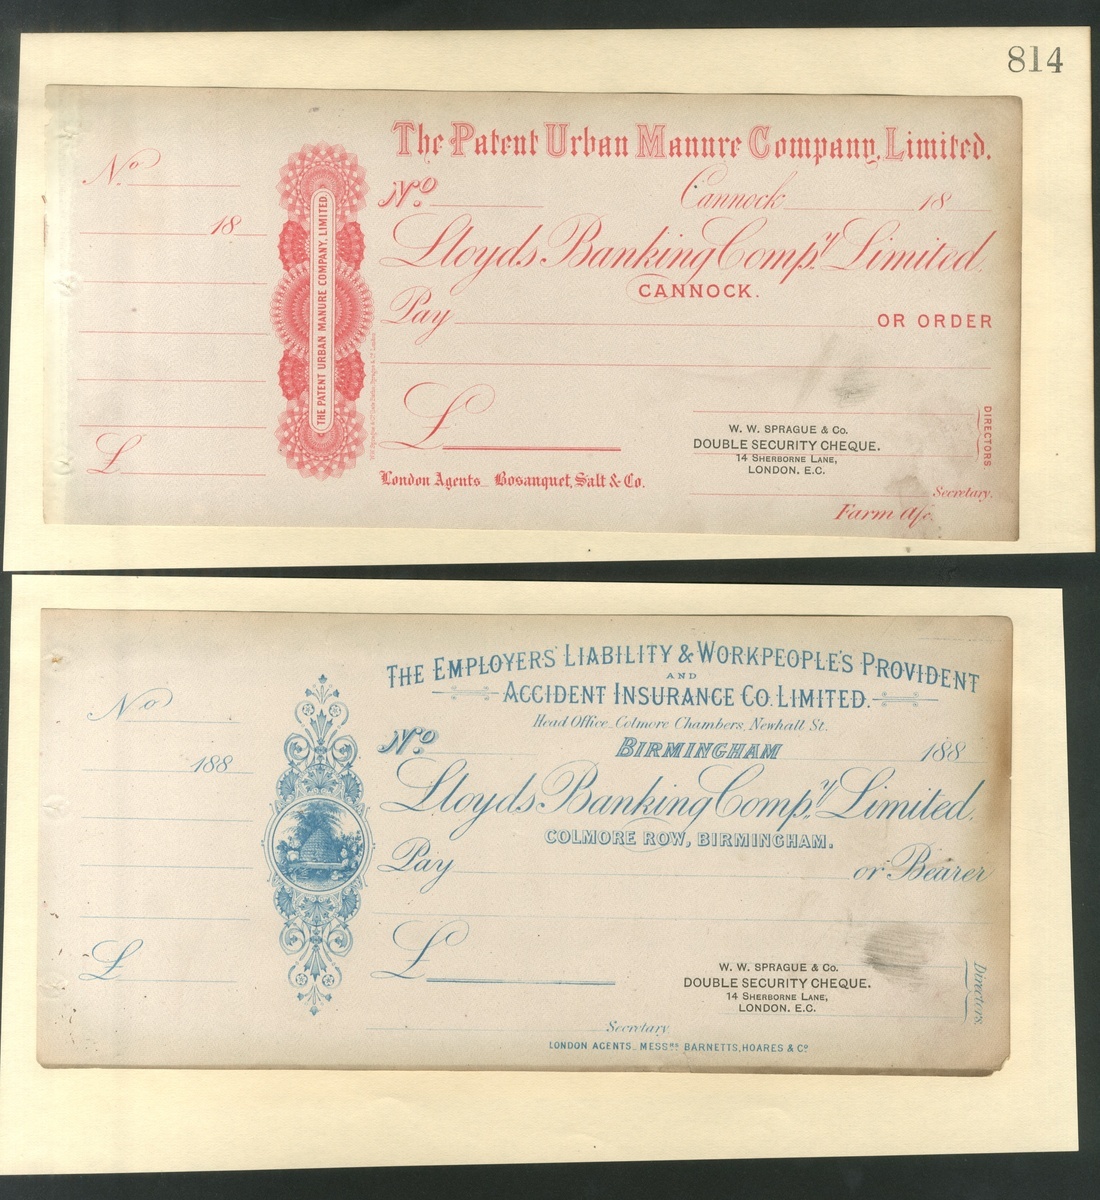 814
The Patent Urban Manure Company, Limited.
No
No
Cannock 18
18
THE PATENT URBAN MANURE COMPANY, LIMITED
Lloyds Banking Compy Limited.
CANNOCK.
Pay OR ORDER
£
£
DIRECTORS.
W. W. SPRAGUE & Co.
DOUBLE SECURITY CHEQUE.
14 SHERBORNE LANE,
LONDON. E.C.
London Agents Bosanquet, Salt & Co.
Secretary.
Farm A/c.
THE EMPLOYERS' LIABILITY & WORKPEOPLE'S PROVIDENT
AND
ACCIDENT INSURANCE CO. LIMITED.
Head Office Colmore Chambers, Newhall St.
No
No
BIRMINGHAM 188
188
Lloyds Banking Compy Limited.
COLMORE ROW, BIRMINGHAM.
Pay or Bearer
£
£
Directors.
W. W. SPRAGUE & Co.
DOUBLE SECURITY CHEQUE.
14 SHERBORNE LANE,
LONDON. E.C.
Secretary
LONDON AGENTS_MESSRS BARNETTS, HOARES & CO